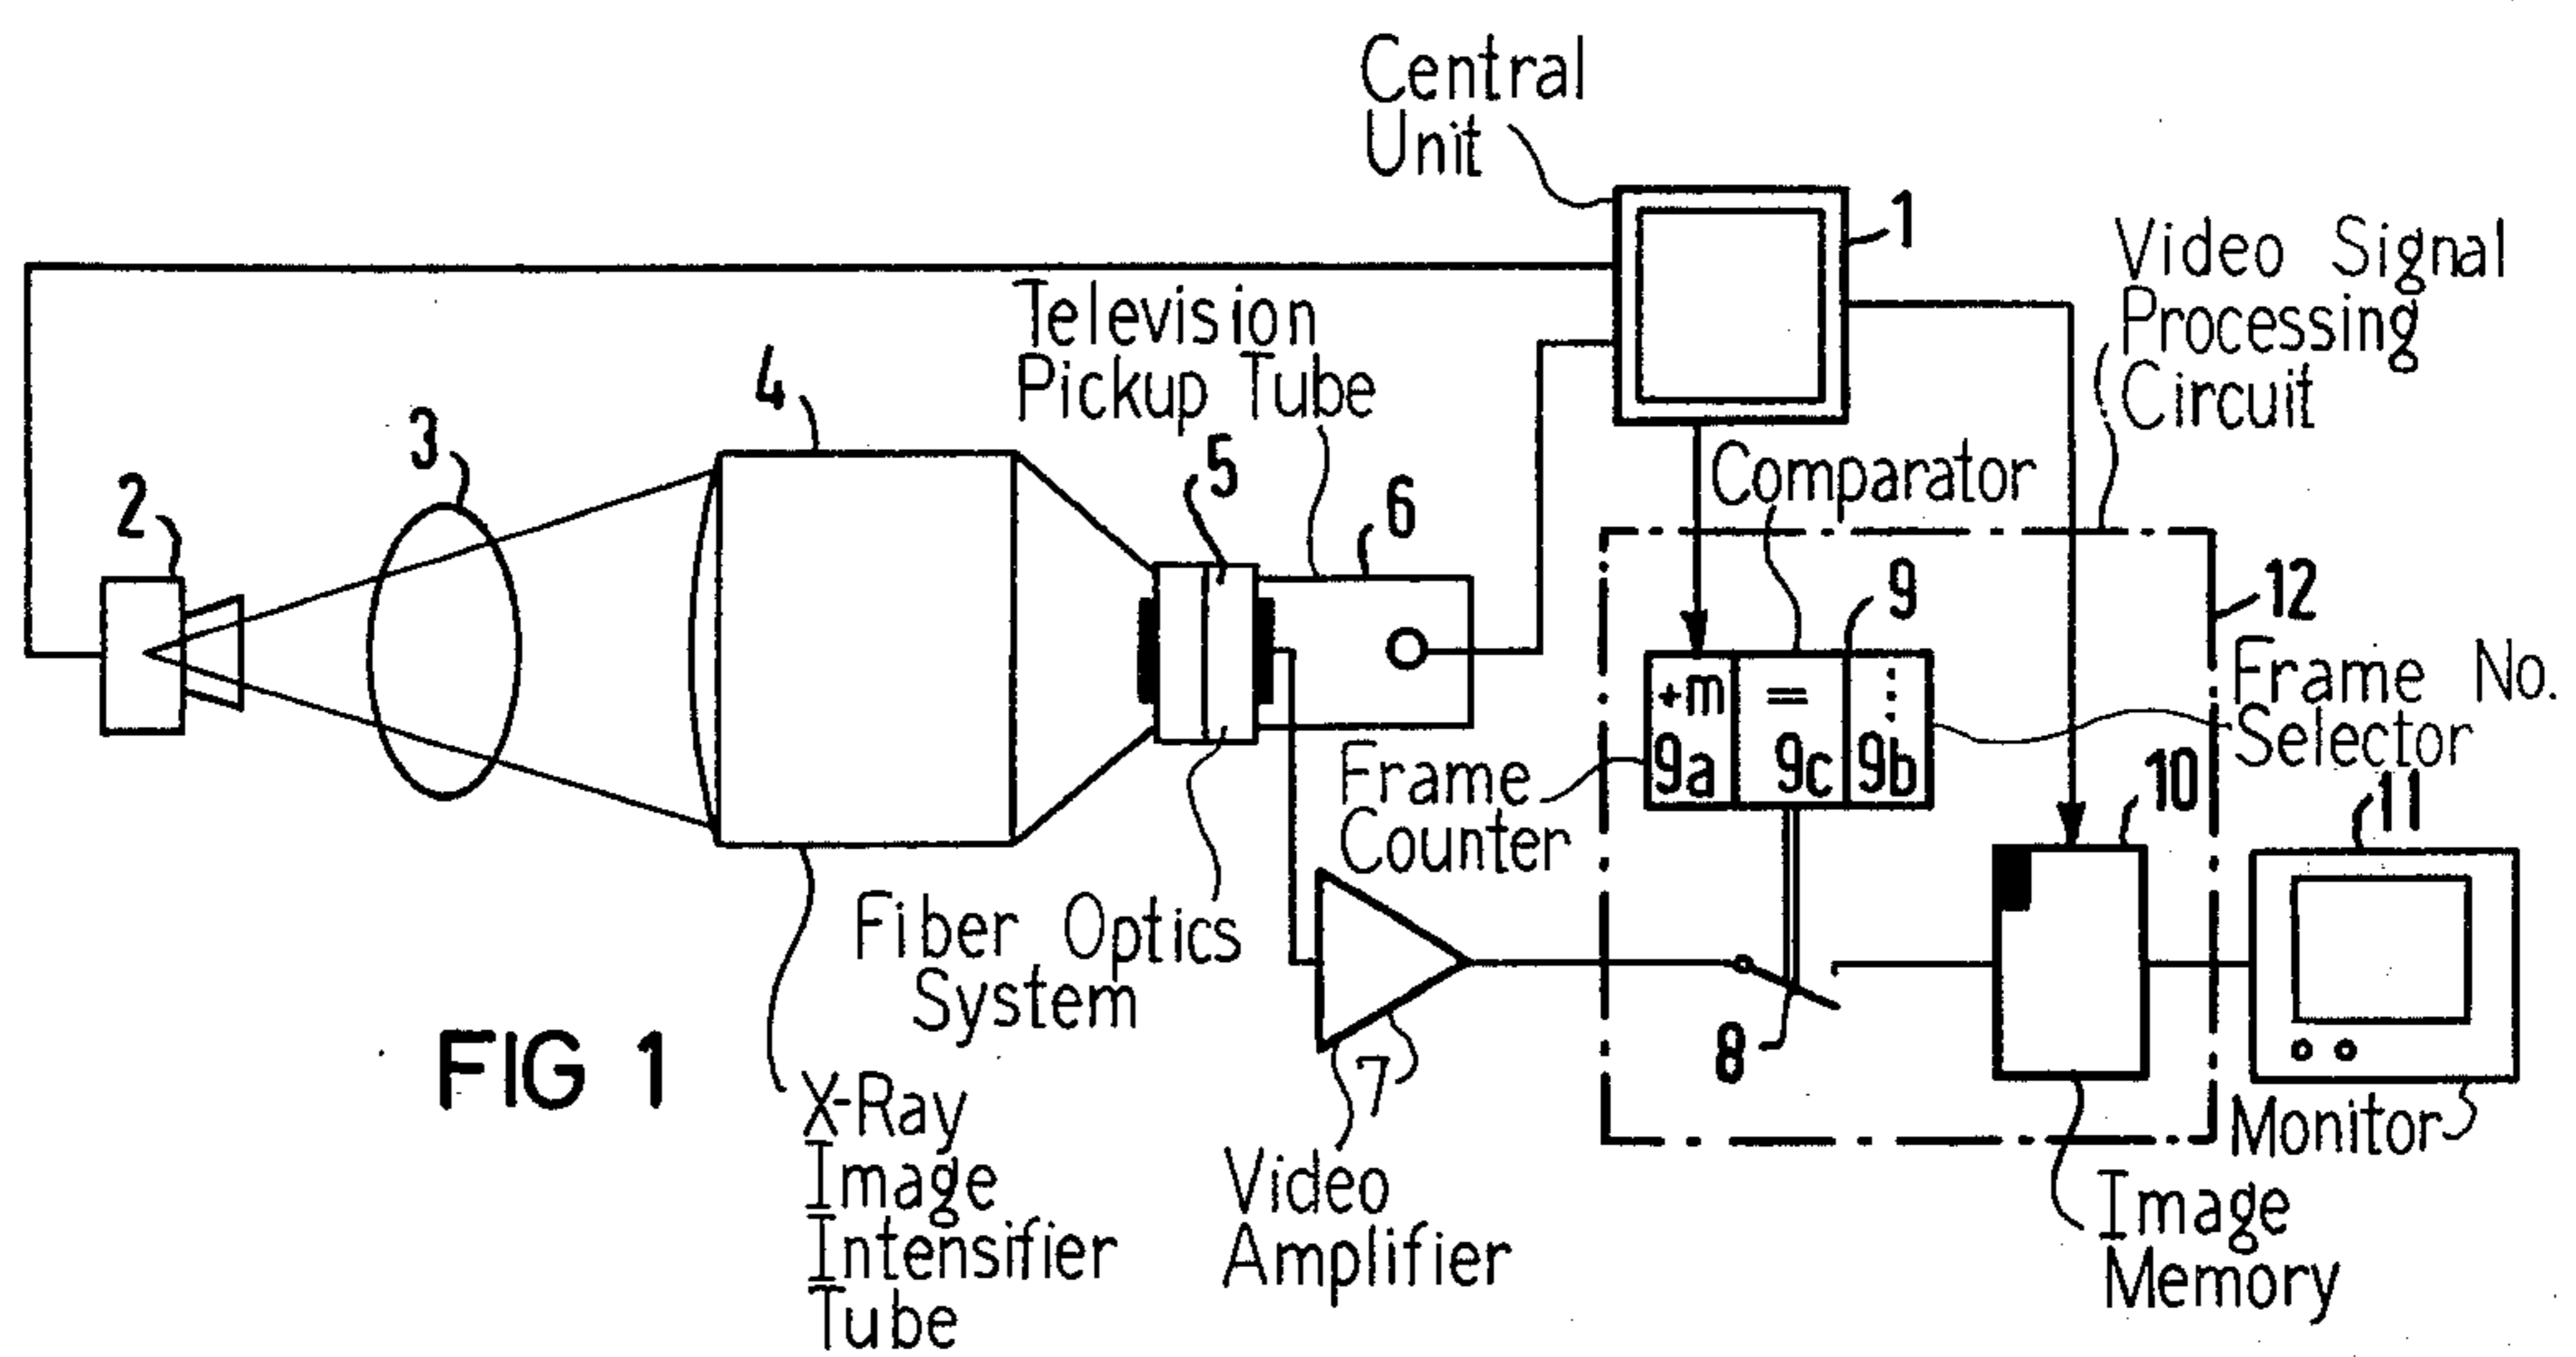 Central
Unit
1
Video Signal
Processing
Circuit
Television
Pickup Tube
4
3
2
5
6
Comparator
9
12
+m
=
9a
9c
9b
Frame No.
Selector
Frame
Counter
10
11
Fiber Optics
System
8
7
FIG 1
X-Ray
Image
Intensifier
Tube
Video
Amplifier
Monitor
Image
Memory